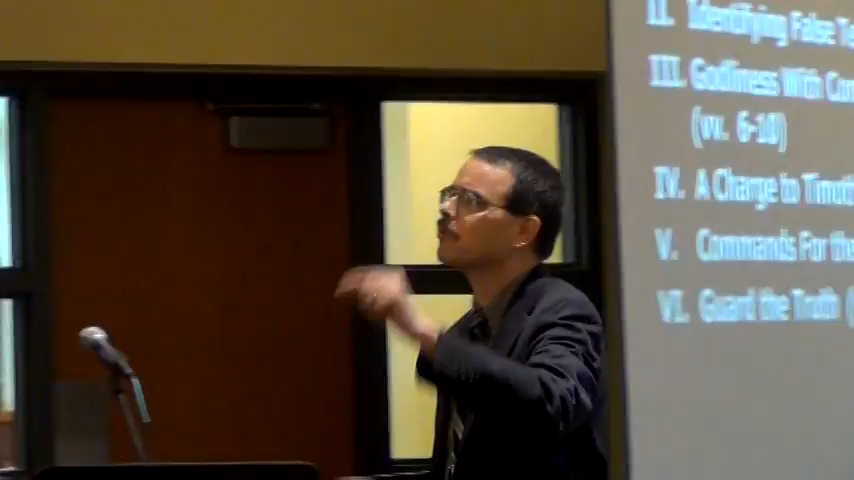 II. Identifying False
III. Godliness With
(vv. 6-10)
IV. A Charge to
V. Commands For the
VI. Guard the Truth (